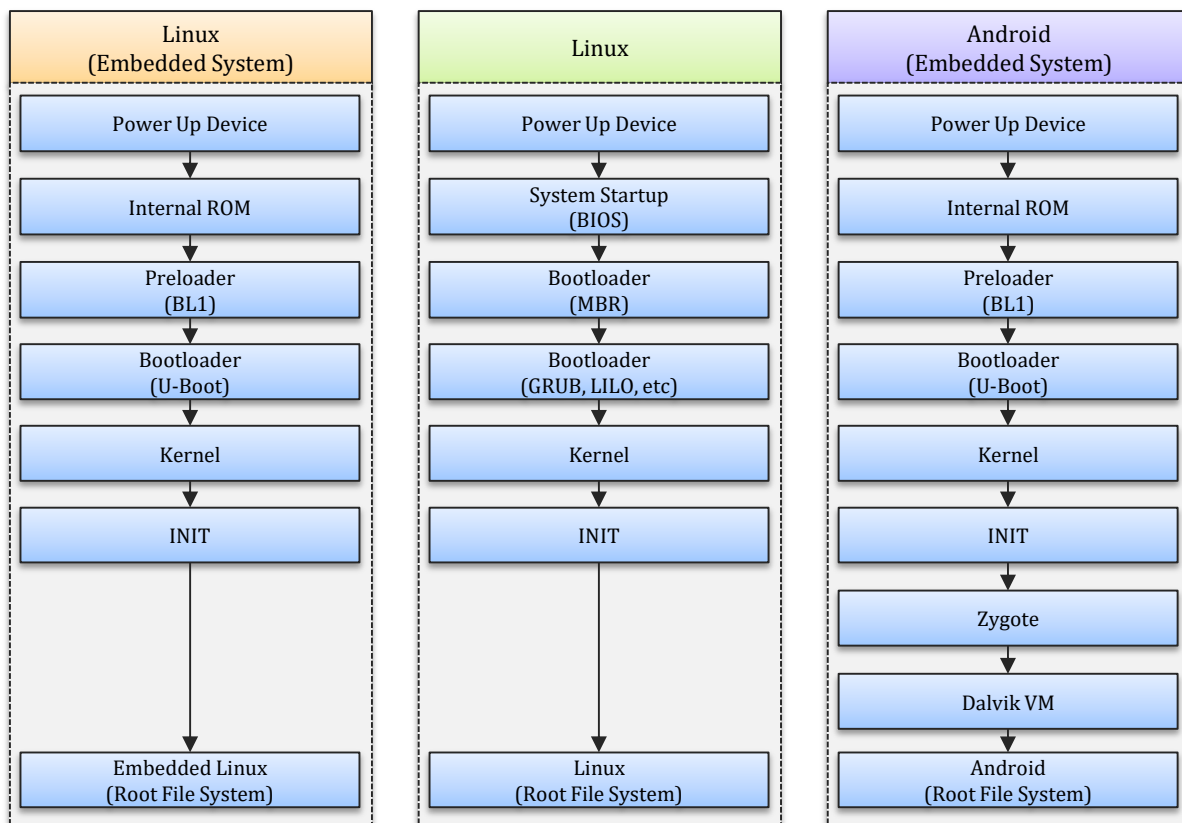 Linux
(Embedded System)
Power Up Device
Internal ROM
Preloader
(BL1)
Bootloader
(U-Boot)
Kernel
INIT
Embedded Linux
(Root File System)
Linux
Power Up Device
System Startup
(BIOS)
Bootloader
(MBR)
Bootloader
(GRUB, LILO, etc)
Kernel
INIT
Linux
(Root File System)
Android
(Embedded System)
Power Up Device
Internal ROM
Preloader
(BL1)
Bootloader
(U-Boot)
Kernel
INIT
Zygote
Dalvik VM
Android
(Root File System)